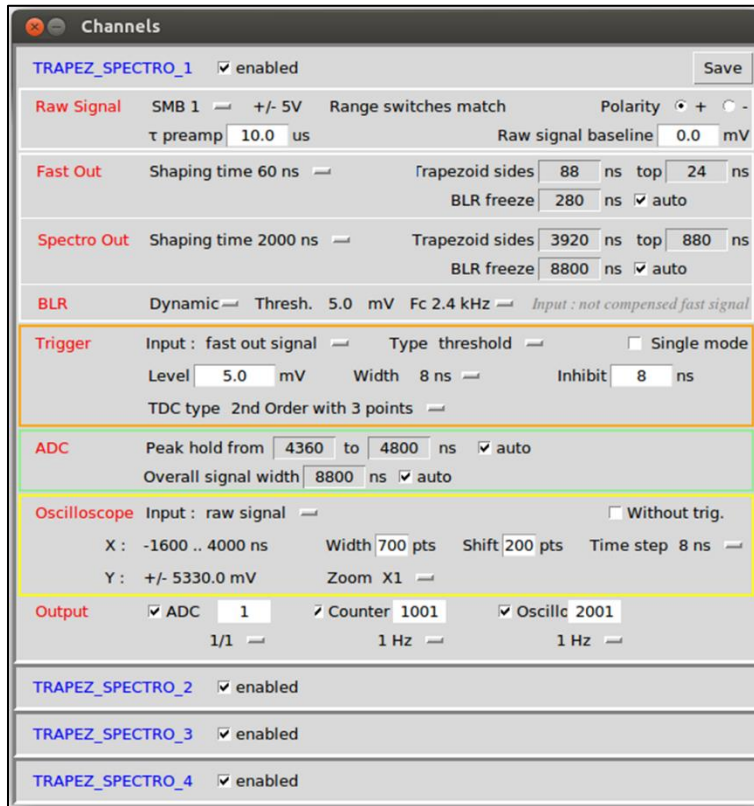 Channels
TRAPEZ_SPECTRO_1 enabled Save
Raw Signal SMB 1 +/- 5V Range switches match Polarity + -
τ preamp 10.0 us Raw signal baseline 0.0 mV
Fast Out Shaping time 60 ns Trapezoid sides 88 ns top 24 ns
BLR freeze 280 ns auto
Spectro Out Shaping time 2000 ns Trapezoid sides 3920 ns top 880 ns
BLR freeze 8800 ns auto
BLR Dynamic Thresh. 5.0 mV Fc 2.4 kHz Input : not compensed fast signal
Trigger Input : fast out signal Type threshold Single mode
Level 5.0 mV Width 8 ns Inhibit 8 ns
TDC type 2nd Order with 3 points
ADC Peak hold from 4360 to 4800 ns auto
Overall signal width 8800 ns auto
Oscilloscope Input : raw signal Without trig.
X : -1600 .. 4000 ns Width 700 pts Shift 200 pts Time step 8 ns
Y : +/- 5330.0 mV Zoom X1
Output ADC 1 Counter 1001 Oscillo 2001
1/1 1 Hz 1 Hz
TRAPEZ_SPECTRO_2 enabled
TRAPEZ_SPECTRO_3 enabled
TRAPEZ_SPECTRO_4 enabled